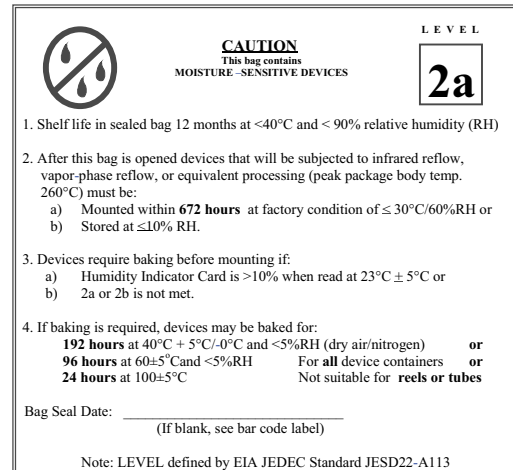 LEVEL
CAUTION
This bag contains
MOISTURE –SENSITIVE DEVICES
2a
1. Shelf life in sealed bag 12 months at <40°C and < 90% relative humidity (RH)
2. After this bag is opened devices that will be subjected to infrared reflow,
vapor-phase reflow, or equivalent processing (peak package body temp.
260°C) must be:
a) Mounted within 672 hours at factory condition of ≤ 30°C/60%RH or
b) Stored at ≤10% RH.
3. Devices require baking before mounting if:
a) Humidity Indicator Card is >10% when read at 23°C ± 5°C or
b) 2a or 2b is not met.
4. If baking is required, devices may be baked for:
192 hours at 40°C + 5°C/-0°C and <5%RH (dry air/nitrogen) or
96 hours at 60±5°Cand <5%RH For all device containers or
24 hours at 100±5°C Not suitable for reels or tubes
Bag Seal Date: ______________________________
(If blank, see bar code label)
Note: LEVEL defined by EIA JEDEC Standard JESD22-A113